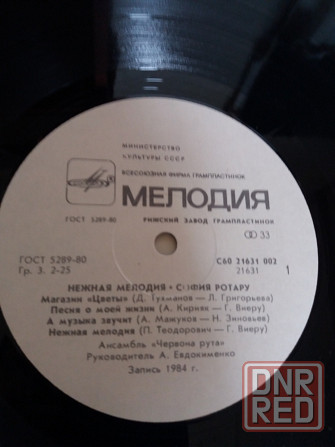 МИНИСТЕРСТВО
КУЛЬТУРЫ СССР
ВСЕСОЮЗНАЯ ФИРМА ГРАМПЛАСТИНОК
МЕЛОДИЯ
ГОСТ 5289-80 РИЖСКИЙ ЗАВОД ГРАМПЛАСТИНОК
33
ГОСТ 5289-80 С60 21631 002
Гр. 3. 2-25 21631 1
НЕЖНАЯ МЕЛОДИЯ • СОФИЯ РОТАРУ
Магазин «Цветы» (Д. Тухманов — Л. Григорьева)
Песня о моей жизни (А. Кирияк — Г. Виеру)
А музыка звучит (А. Мажуков — Н. Зиновьев)
Нежная мелодия (П. Теодорович — Г. Виеру)
Ансамбль «Червона рута»
Руководитель А. Евдокименко
Запись 1984 г.
DNR
RED